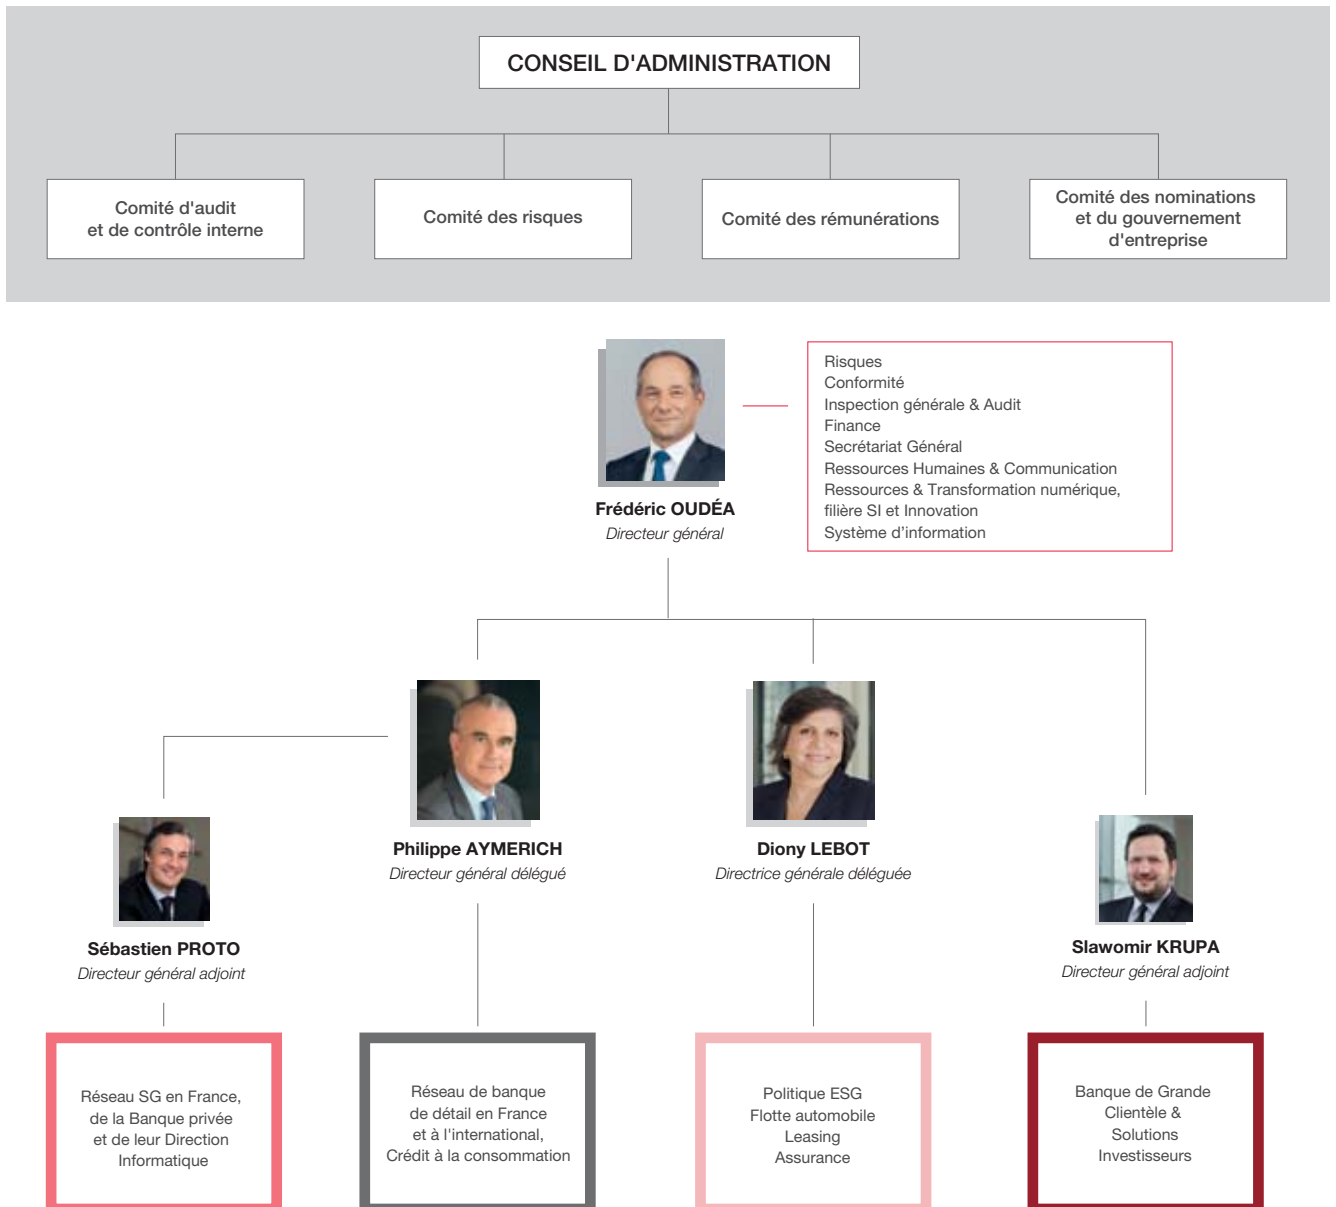 CONSEIL D'ADMINISTRATION
Comité d'audit
et de contrôle interne
Comité des risques
Comité des rémunérations
Comité des nominations
et du gouvernement
d'entreprise
Risques
Conformité
Inspection générale & Audit
Finance
Secrétariat Général
Ressources Humaines & Communication
Ressources & Transformation numérique,
filière SI et Innovation
Système d’information
Frédéric OUDÉA
Directeur général
Philippe AYMERICH
Directeur général délégué
Diony LEBOT
Directrice générale déléguée
Sébastien PROTO
Directeur général adjoint
Slawomir KRUPA
Directeur général adjoint
Réseau SG en France,
de la Banque privée
et de leur Direction
Informatique
Réseau de banque
de détail en France
et à l'international,
Crédit à la consommation
Politique ESG
Flotte automobile
Leasing
Assurance
Banque de Grande
Clientèle &
Solutions
Investisseurs